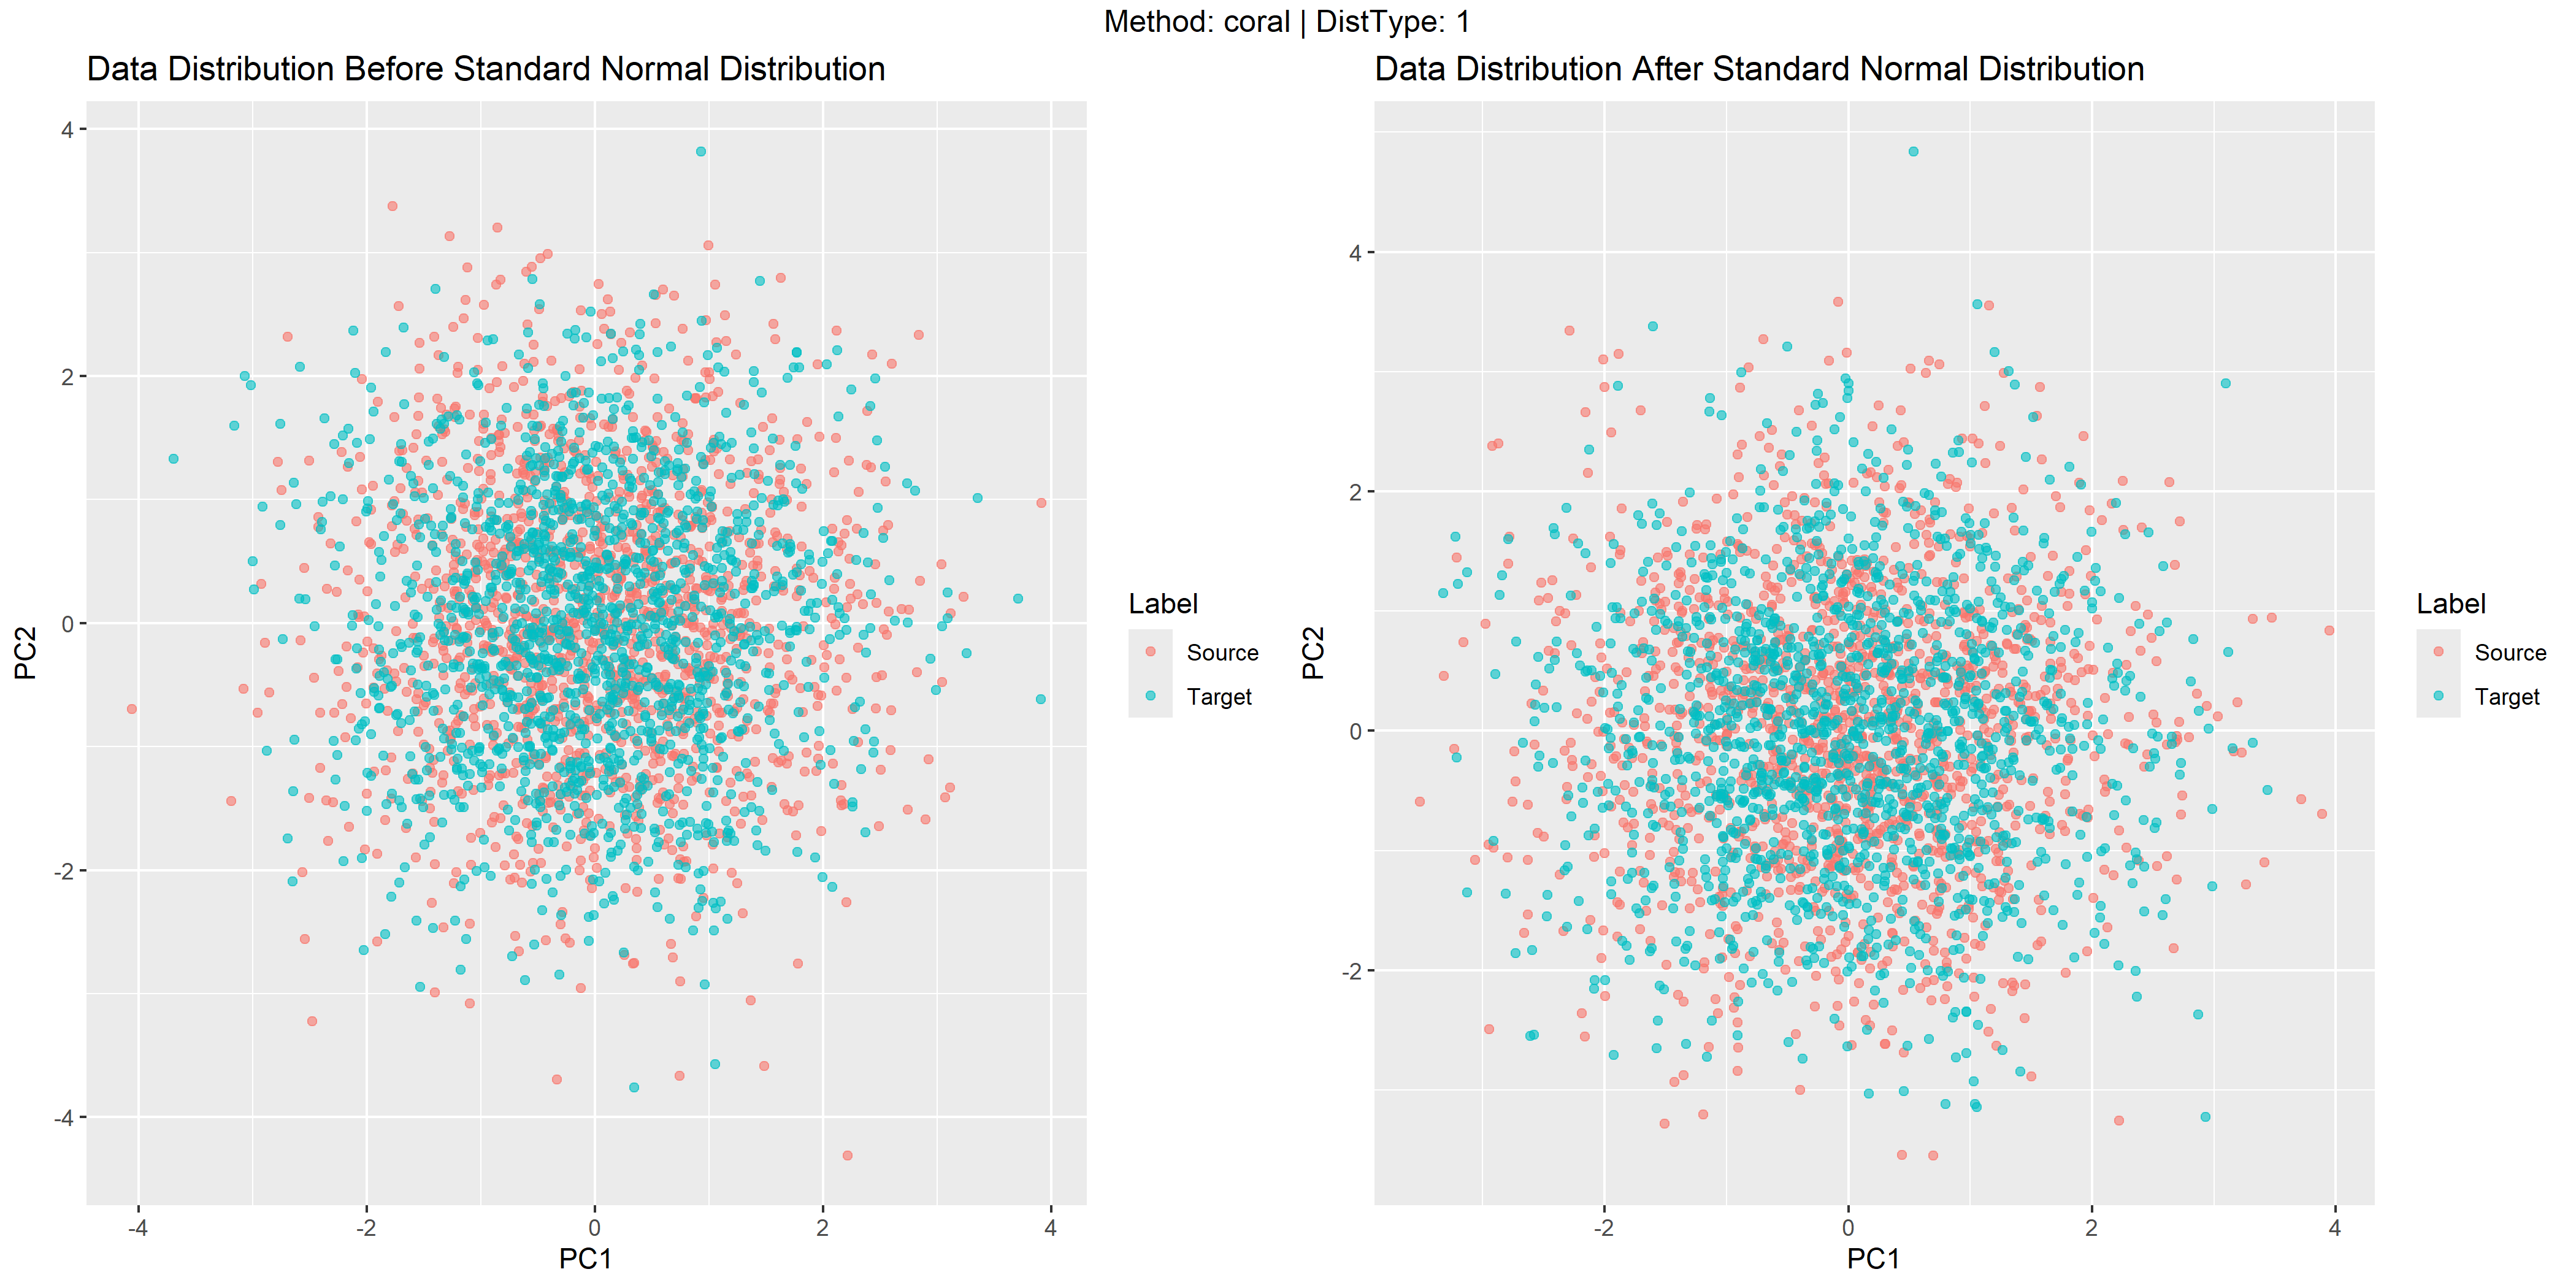 Method: coral | DistType: 1
Data Distribution Before Standard Normal Distribution
4
2
0
-2
-4
PC2
-4
-2
0
2
4
PC1
Label
Source
Target
Data Distribution After Standard Normal Distribution
4
2
0
-2
PC2
-2
0
2
4
PC1
Label
Source
Target